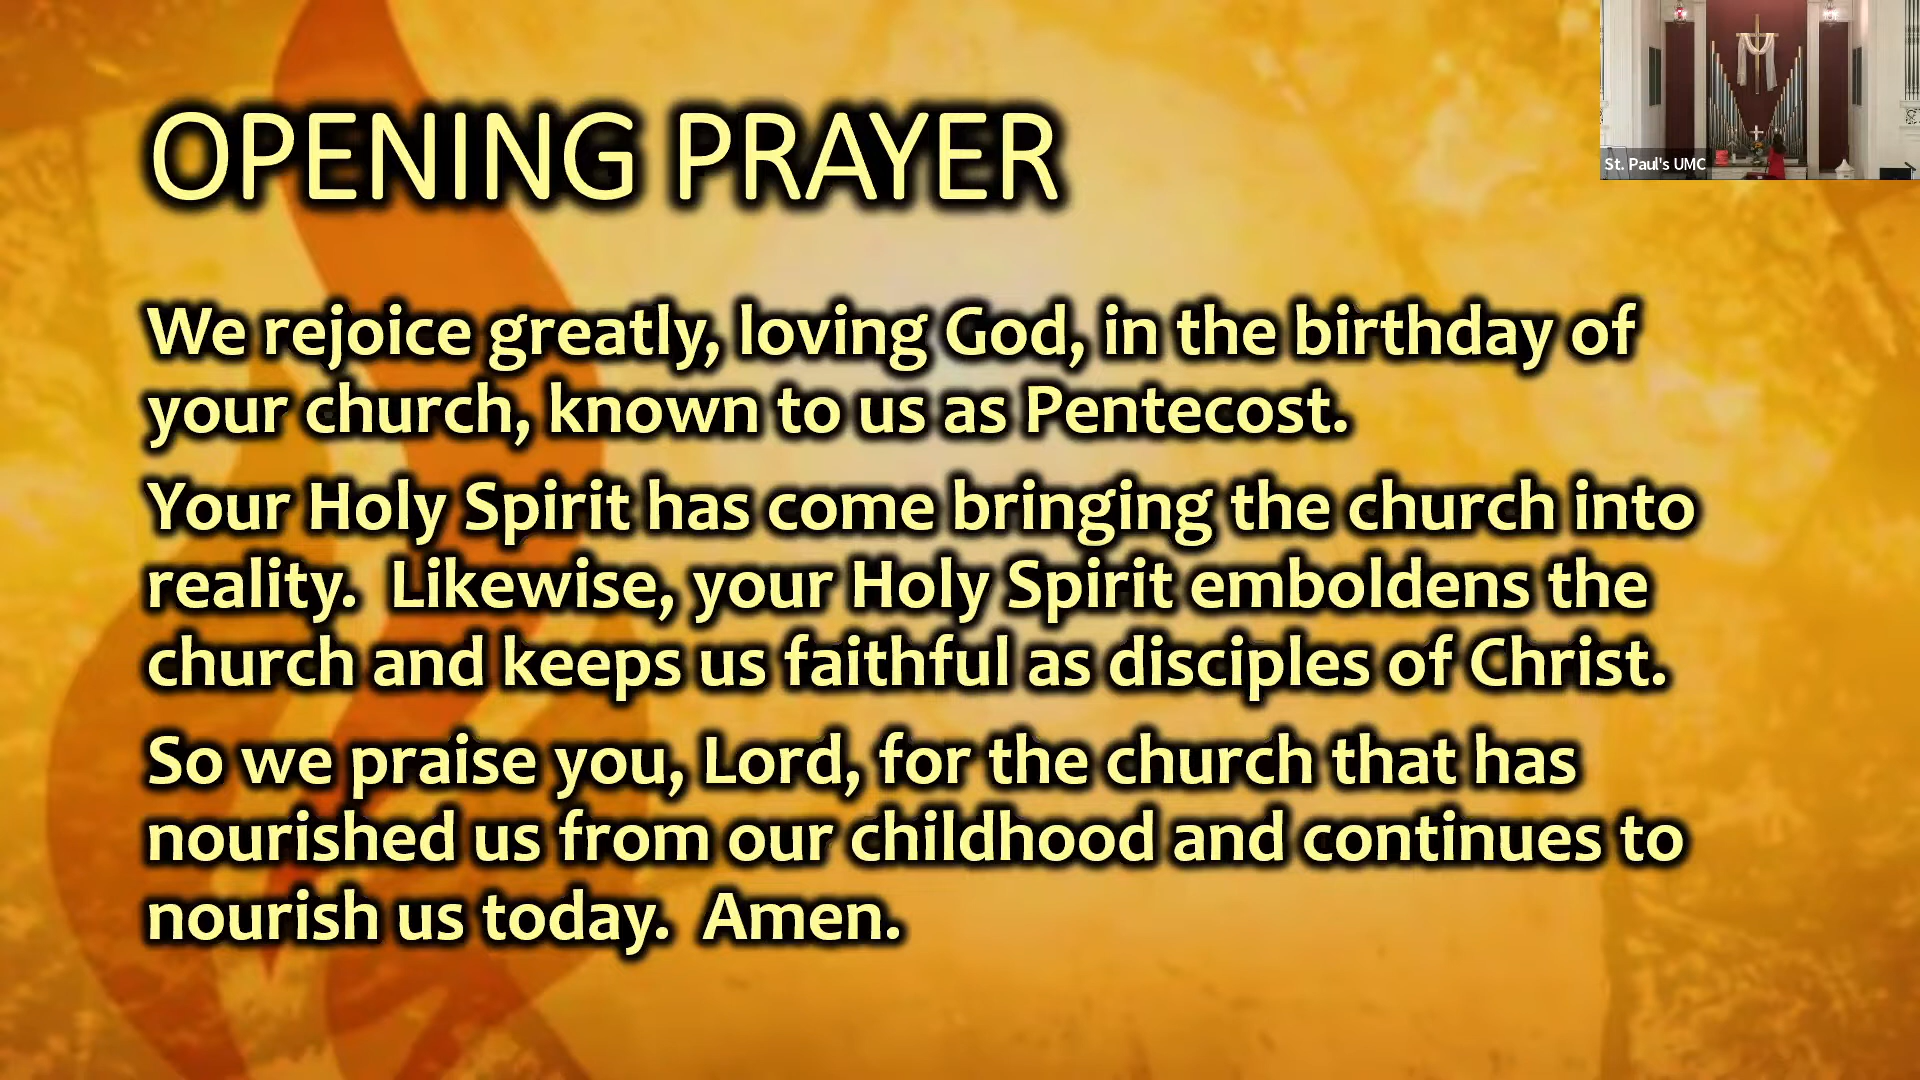 OPENING PRAYER
St. Paul's UMC
We rejoice greatly, loving God, in the birthday of
your church, known to us as Pentecost.
Your Holy Spirit has come bringing the church into
reality.  Likewise, your Holy Spirit emboldens the
church and keeps us faithful as disciples of Christ.
So we praise you, Lord, for the church that has
nourished us from our childhood and continues to
nourish us today.  Amen.